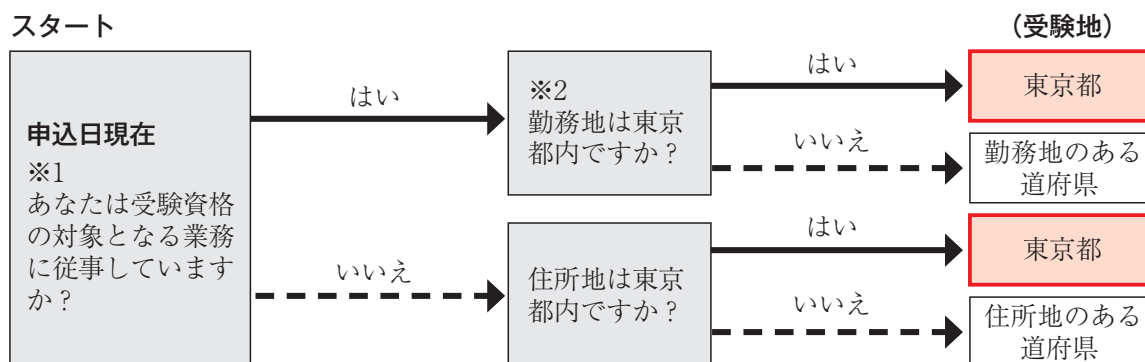 スタート
(受験地)
申込日現在
※1
あなたは受験資格
の対象となる業務
に従事しています
か？
はい
※2
勤務地は東京
都内ですか？
はい
東京都
いいえ
勤務地のある
道府県
いいえ
住所地は東京
都内ですか？
はい
東京都
いいえ
住所地のある
道府県